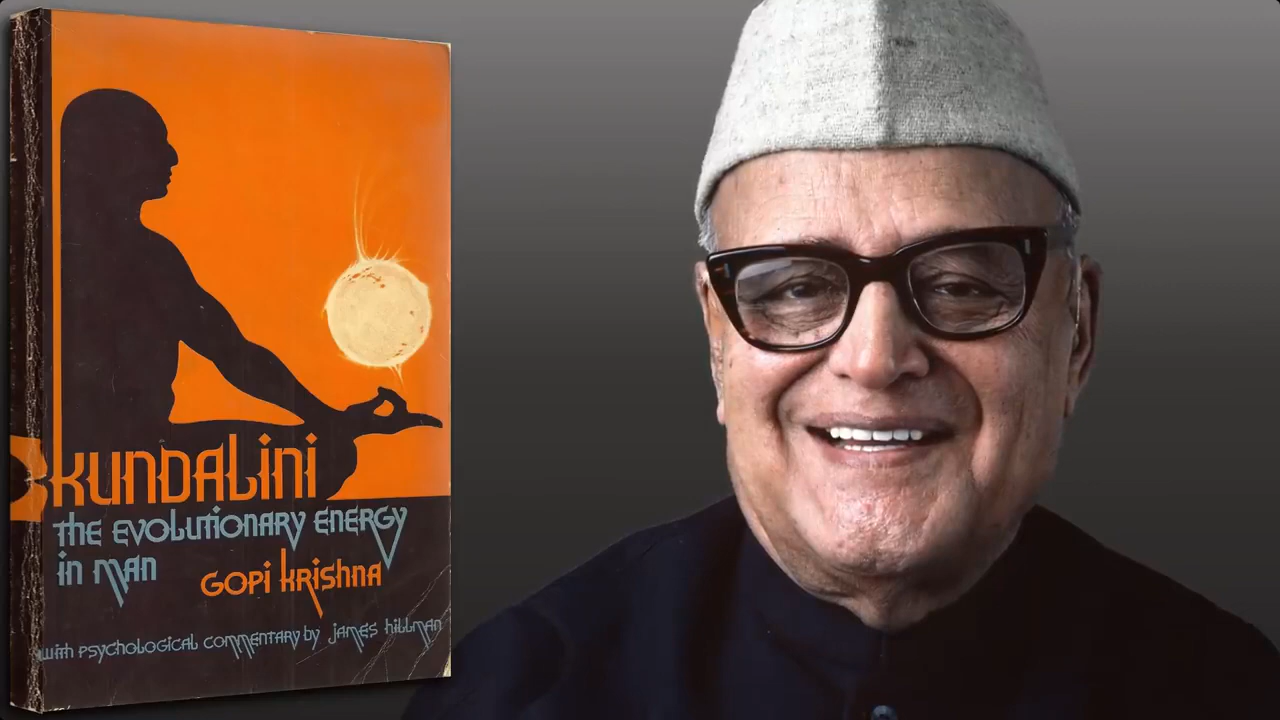 KUNDALINI
THE EVOLUTIONARY ENERGY
IN MAN
GOPI KRISHNA
with PSYCHOLOGICAL COMMENTARY by JAMES HILLMAN